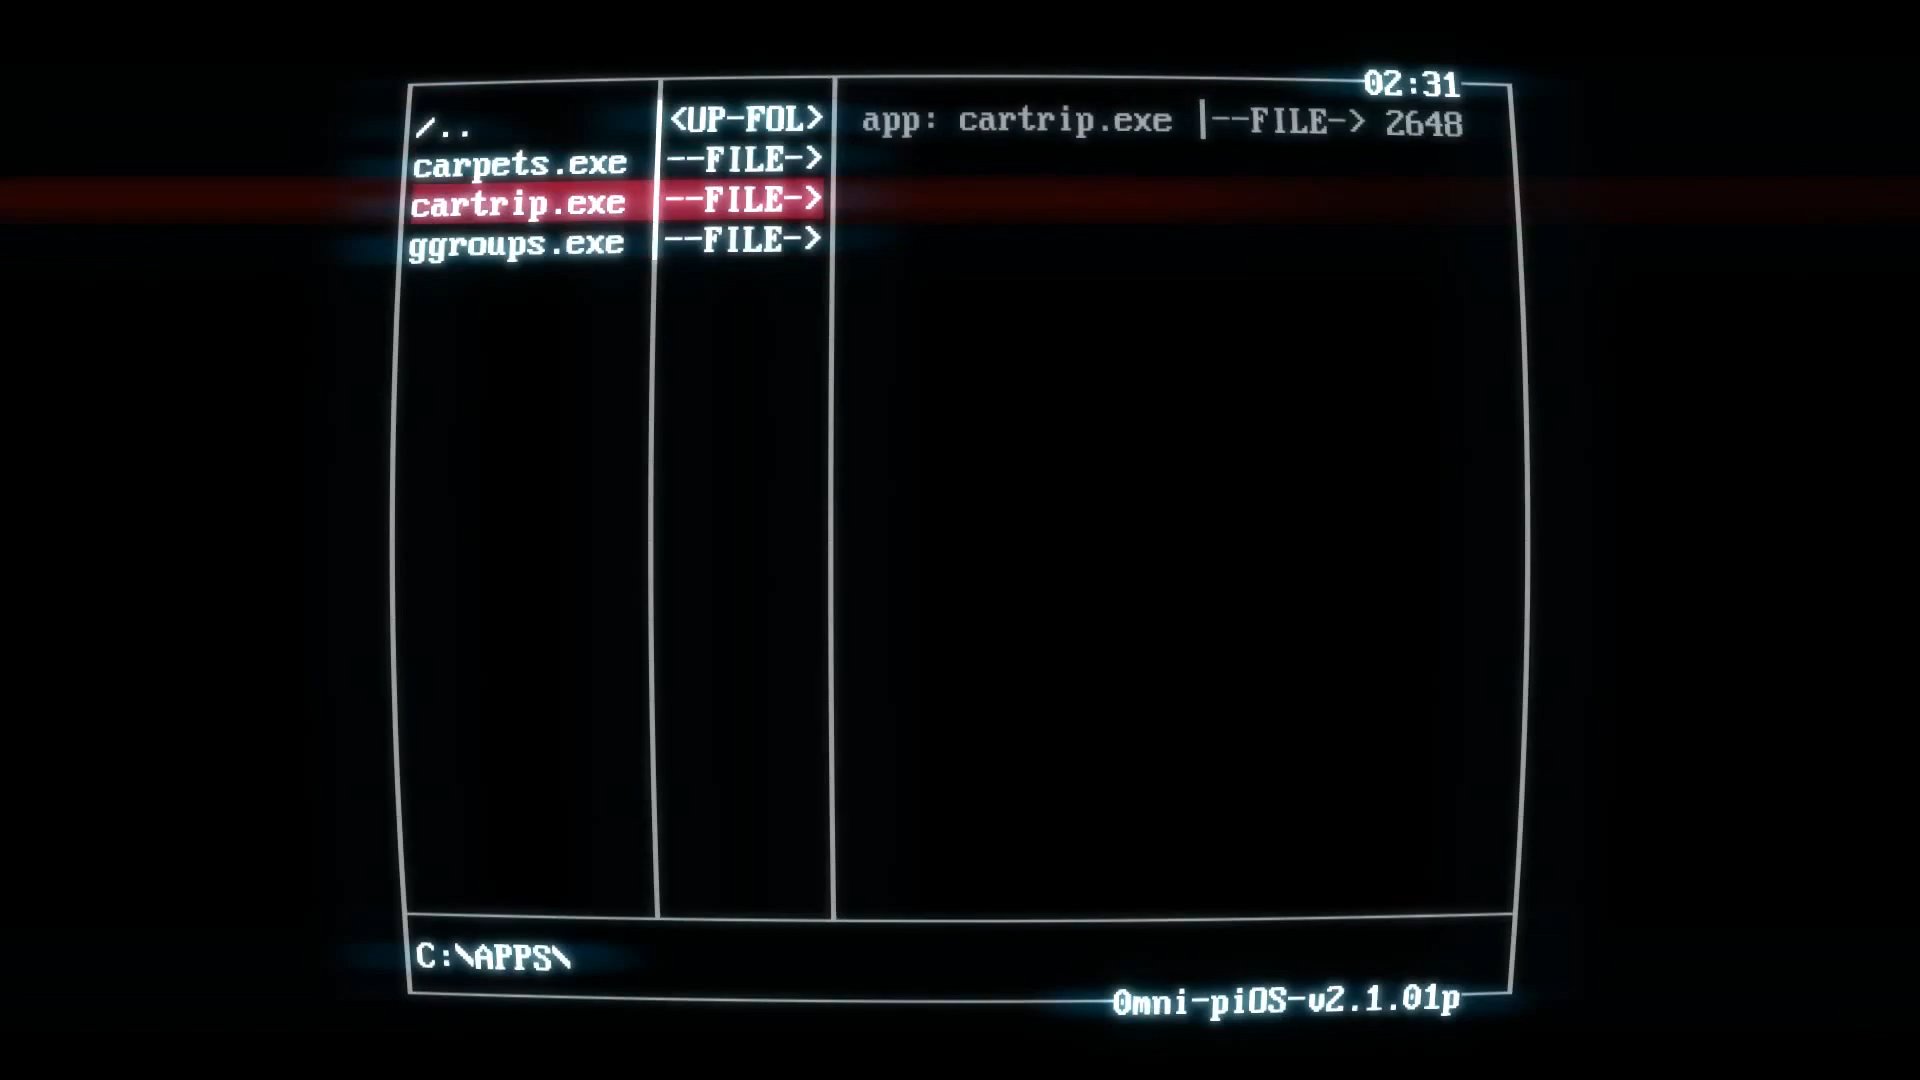 02:31
/.. <UP-FOL> app: cartrip.exe |--FILE-> 2648
carpets.exe --FILE->
cartrip.exe --FILE->
ggroups.exe --FILE->
C:\APPS\
0mni-piOS-v2.1.01p